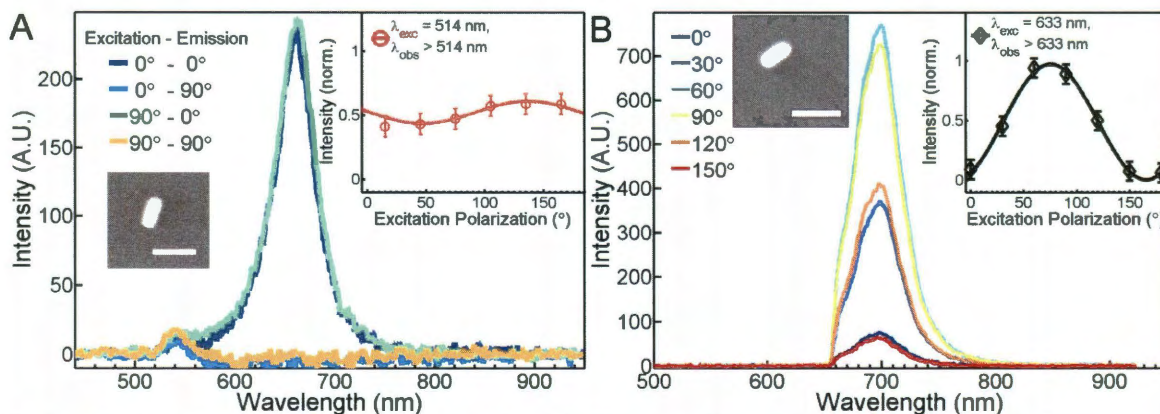 A
Excitation - Emission
0° - 0°
0° - 90°
90° - 0°
90° - 90°
Intensity (A.U.)
200
150
100
50
0
500 600 700 800 900
Wavelength (nm)
λexc = 514 nm,
λobs > 514 nm
Intensity (norm.)
1
0.5
0
0 50 100 150
Excitation Polarization (°)
B
0°
30°
60°
90°
120°
150°
Intensity (A.U.)
700
600
500
400
300
200
100
0
500 600 700 800 900
Wavelength (nm)
λexc = 633 nm,
λobs > 633 nm
Intensity (norm.)
1
0.5
0
0 50 100 150
Excitation Polarization (°)